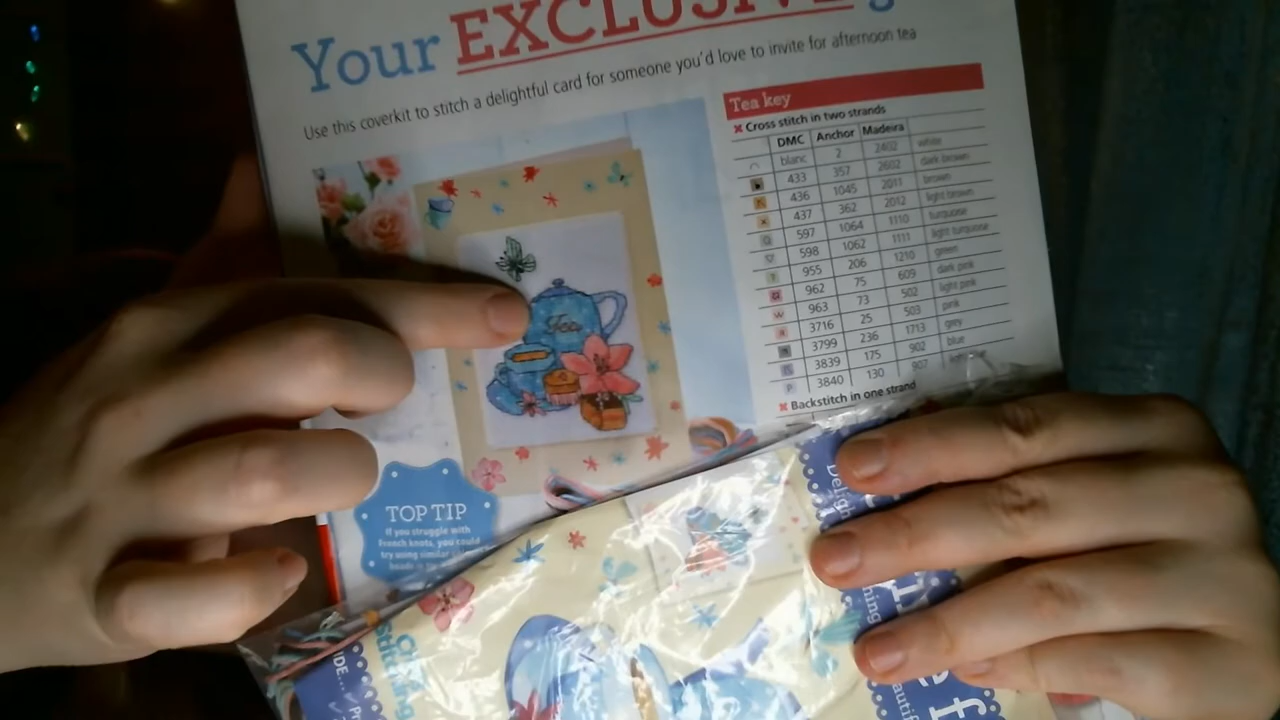 Your EXCLUSIVE
Use this coverkit to stitch a delightful card for someone you'd love to invite for afternoon tea
Tea key
Cross stitch in two strands
DMC Anchor Madeira
blanc 2 2402 white
433 357 2602 dark brown
436 1045 2011 brown
437 362 2012 light brown
597 1064 1110 turquoise
598 1062 1111 light turquoise
955 206 1210 green
962 75 609 dark pink
963 73 502 light pink
3716 25 503 pink
3799 236 1713 grey
3839 175 902 blue
3840 130 907
Backstitch in one strand
Tea
TOP TIP
If you struggle with
French knots, you could
try using similar
beads